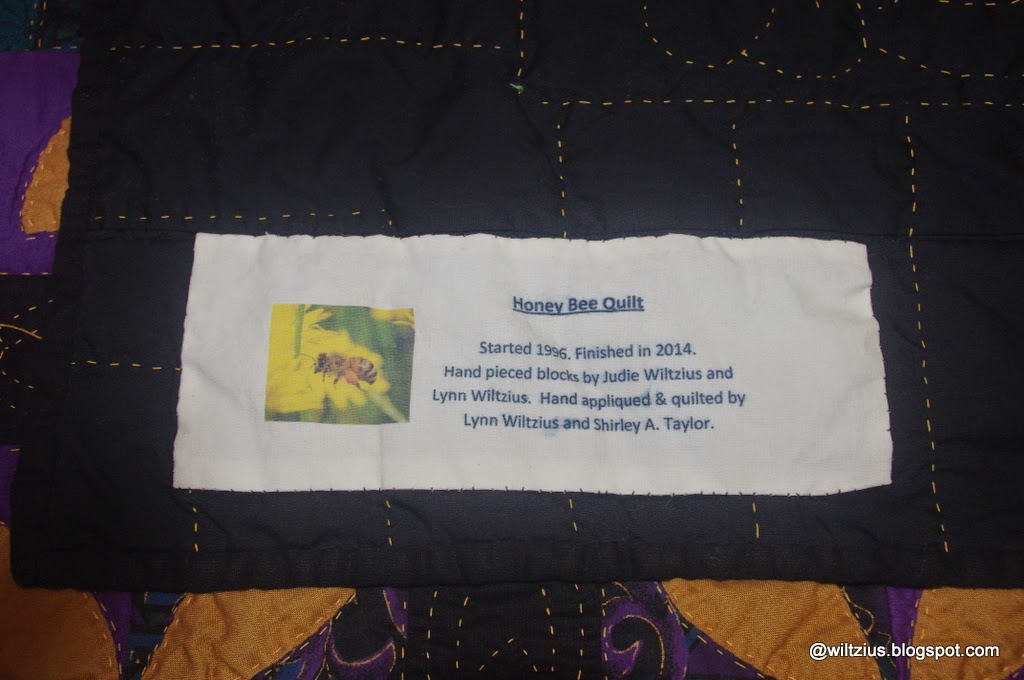 Honey Bee Quilt
Started 1996. Finished in 2014.
Hand pieced blocks by Judie Wiltzius and
Lynn Wiltzius. Hand appliqued & quilted by
Lynn Wiltzius and Shirley A. Taylor.
@wiltzius.blogspot.com